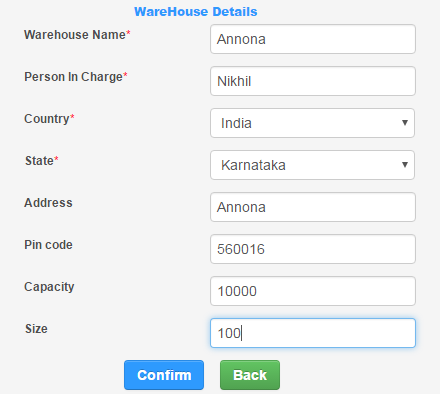 WareHouse Details
Warehouse Name* Annona
Person In Charge* Nikhil
Country* India
State* Karnataka
Address Annona
Pin code 560016
Capacity 10000
Size 100
Confirm Back